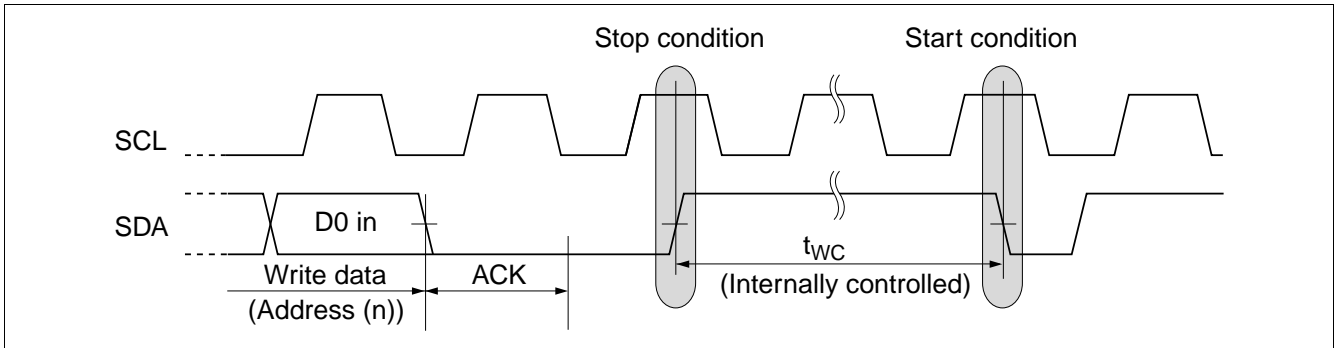 Stop condition
Start condition
SCL
SDA
D0 in
Write data
(Address (n))
ACK
tWC
(Internally controlled)